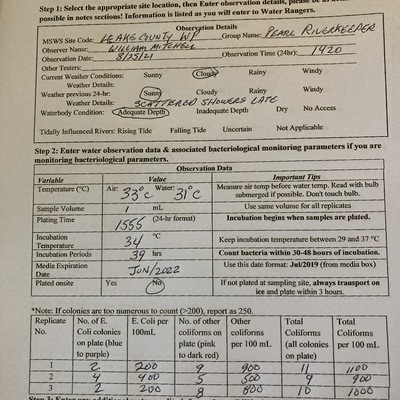 Step 1: Select the appropriate site location, then Enter observation details, please be as
possible in notes sections! Information is listed as you will enter to Water Rangers.
Observation Details
MSWS Site Code: LEAKECOUNTY WP Group Name: PEARL RIVERKEEPER
Observer Name: WILLIAM MITCHELL
Observation Date: 8/25/21 Observation Time (24hr): 1920
Other Testers:
Current Weather Conditions: Sunny Cloudy Rainy Windy
Weather Details:
Weather previous 24-hr: Sunny Cloudy Rainy Windy
Weather Details: SCATTERED SHOWERS LATE
Waterbody Condition: Adequate Depth Inadequate Depth Dry No Access
Tidally Influenced Rivers: Rising Tide Falling Tide Uncertain Not Applicable
Step 2: Enter water observation data & associated bacteriological monitoring parameters if you are
monitoring bacteriological parameters.
Observation Data
Variable Value Important Tips
Temperature (°C) Air: 33°C Water: 31°C Measure air temp before water temp. Read with bulb
submerged if possible. Don't touch bulb.
Sample Volume 1 mL Use same volume for all replicates
Plating Time 1555 (24-hr format) Incubation begins when samples are plated.
Incubation
Temperature 34 °C Keep incubation temperature between 29 and 37 °C
Incubation Periods 39 hrs Count bacteria within 30-48 hours of incubation.
Media Expiration
Date JUN/2022 Use this date format: Jul/2019 (from media box)
Plated onsite Yes No If not plated at sampling site, always transport on
ice and plate within 3 hours.
*Note: If colonies are too numerous to count (>200), report as 250.
Replicate No. of E. E. Coli per No. of other Other Total Total
No. Coli colonies 100mL coliforms coliforms Coliforms Coliforms
on plate (blue on plate (pink per 100 mL (all colonies per 100 mL
to purple) to dark red) on plate)
1 2 200 9 900 11 1100
2 4 400 5 500 9 900
3 2 200 8 800 10 1000